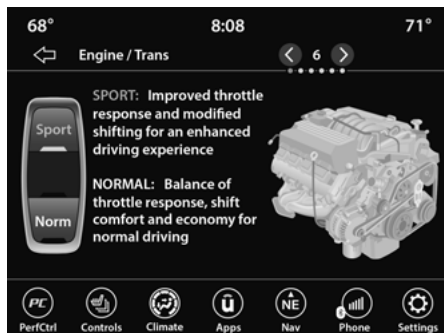 68° 8:08 71°
Engine / Trans 6
SPORT: Improved throttle
response and modified
shifting for an enhanced
driving experience
Sport
NORMAL: Balance of
throttle response, shift
comfort and economy for
normal driving
Norm
PC ū NE
PerfCtrl Controls Climate Apps Nav Phone Settings